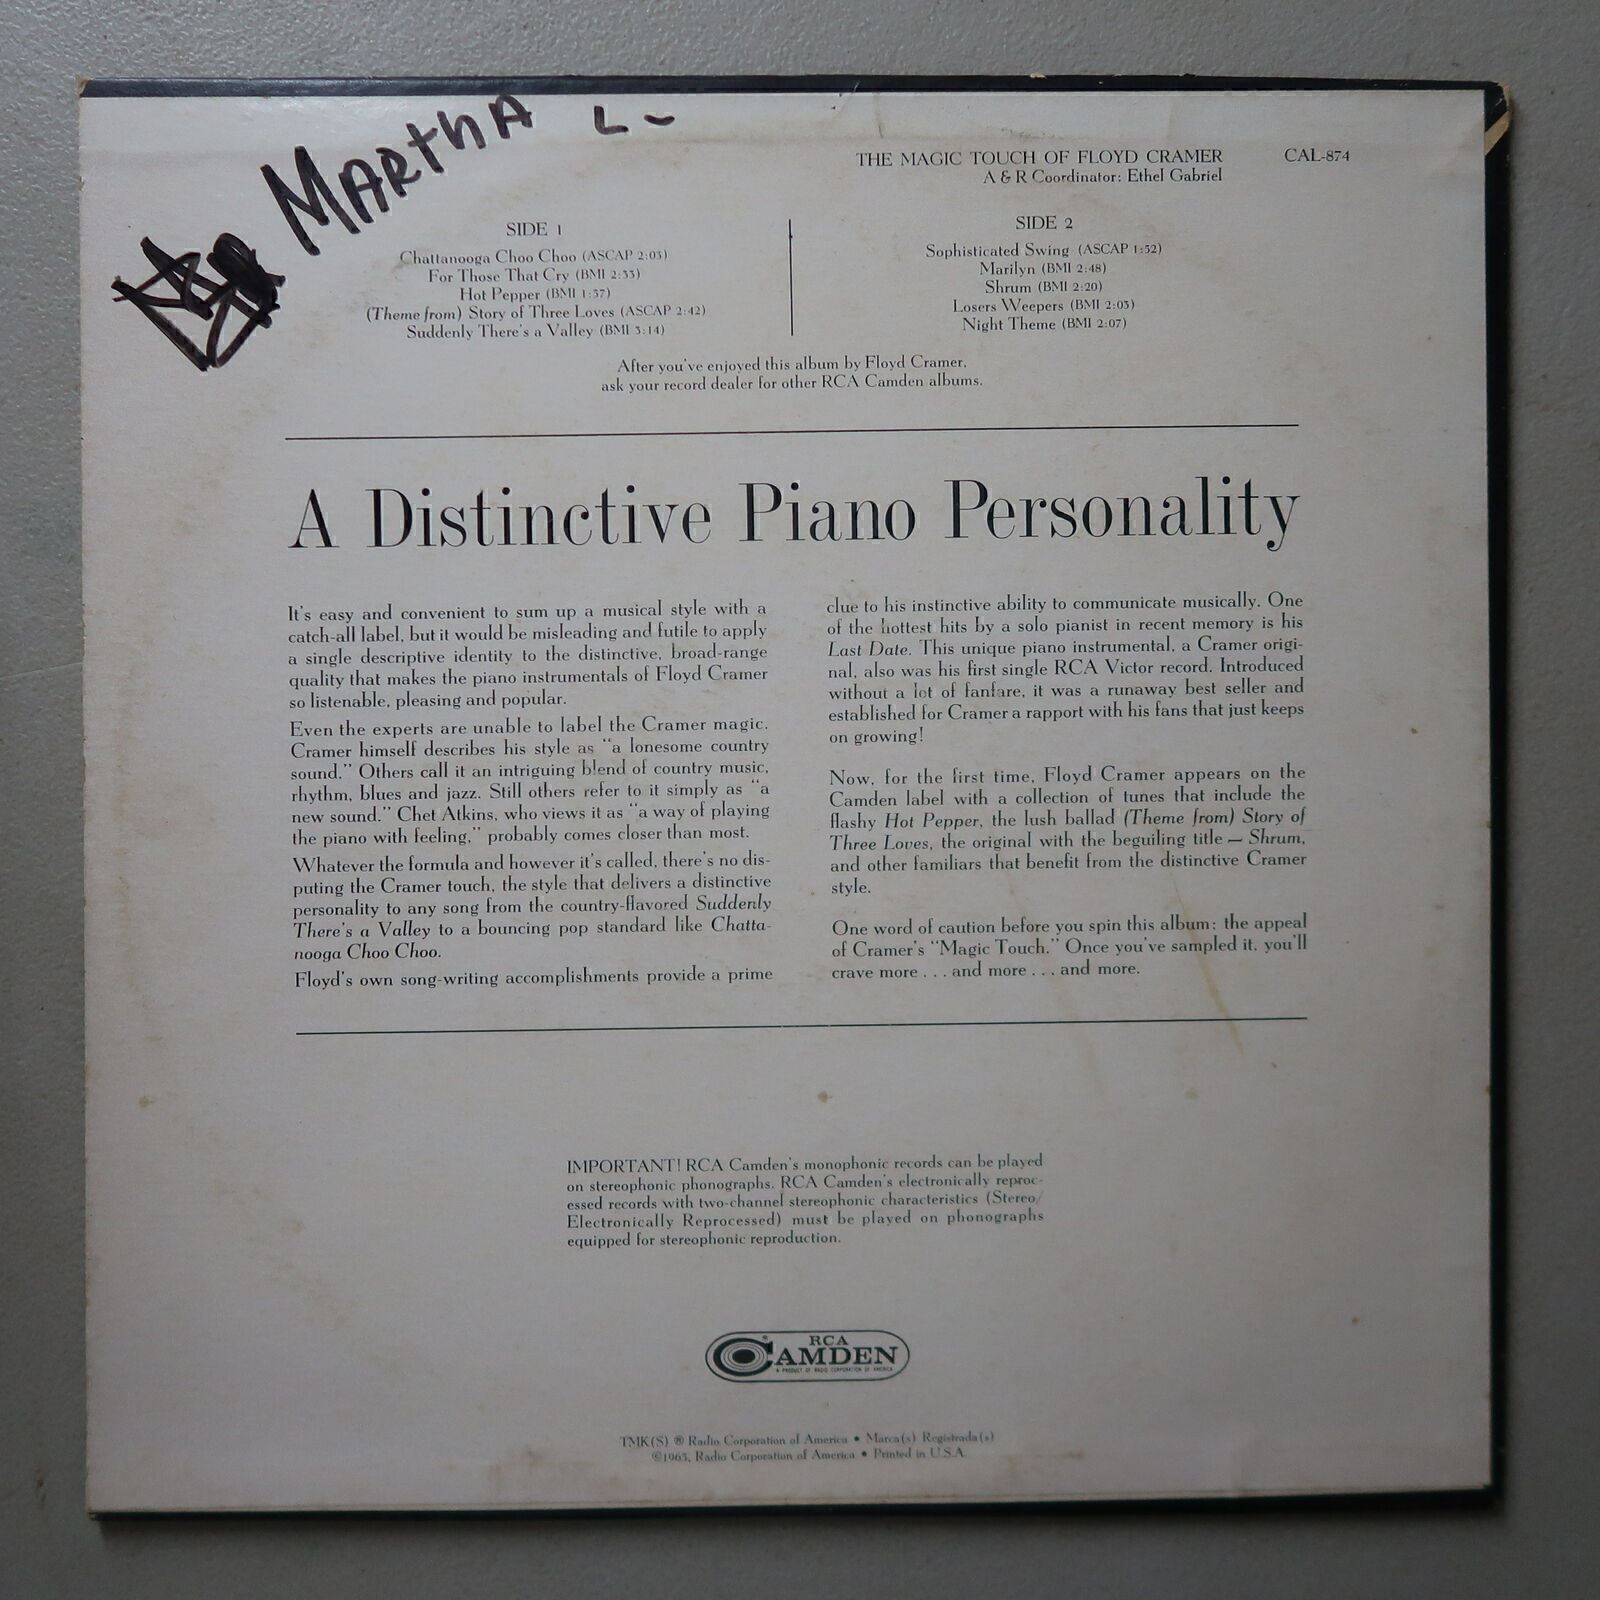 MARthA L-
THE MAGIC TOUCH OF FLOYD CRAMER CAL-874
A & R Coordinator: Ethel Gabriel
SIDE 1
Chattanooga Choo Choo (ASCAP 2:03)
For Those That Cry (BMI 2:33)
Hot Pepper (BMI 1:37)
(Theme from) Story of Three Loves (ASCAP 2:42)
Suddenly There's a Valley (BMI 3:14)
SIDE 2
Sophisticated Swing (ASCAP 1:52)
Marilyn (BMI 2:48)
Shrum (BMI 2:20)
Losers Weepers (BMI 2:03)
Night Theme (BMI 2:07)
After you've enjoyed this album by Floyd Cramer,
ask your record dealer for other RCA Camden albums.
A Distinctive Piano Personality
It's easy and convenient to sum up a musical style with a
catch-all label, but it would be misleading and futile to apply
a single descriptive identity to the distinctive, broad-range
quality that makes the piano instrumentals of Floyd Cramer
so listenable, pleasing and popular.
Even the experts are unable to label the Cramer magic.
Cramer himself describes his style as "a lonesome country
sound." Others call it an intriguing blend of country music,
rhythm, blues and jazz. Still others refer to it simply as "a
new sound." Chet Atkins, who views it as "a way of playing
the piano with feeling," probably comes closer than most.
Whatever the formula and however it's called, there's no dis-
puting the Cramer touch, the style that delivers a distinctive
personality to any song from the country-flavored Suddenly
There's a Valley to a bouncing pop standard like Chatta-
nooga Choo Choo.
Floyd's own song-writing accomplishments provide a prime
clue to his instinctive ability to communicate musically. One
of the hottest hits by a solo pianist in recent memory is his
Last Date. This unique piano instrumental, a Cramer origi-
nal, also was his first single RCA Victor record. Introduced
without a lot of fanfare, it was a runaway best seller and
established for Cramer a rapport with his fans that just keeps
on growing!
Now, for the first time, Floyd Cramer appears on the
Camden label with a collection of tunes that include the
flashy Hot Pepper, the lush ballad (Theme from) Story of
Three Loves, the original with the beguiling title — Shrum,
and other familiars that benefit from the distinctive Cramer
style.
One word of caution before you spin this album: the appeal
of Cramer's "Magic Touch." Once you've sampled it, you'll
crave more . . . and more . . . and more.
IMPORTANT! RCA Camden's monophonic records can be played
on stereophonic phonographs. RCA Camden's electronically reproc-
essed records with two-channel stereophonic characteristics (Stereo/
Electronically Reprocessed) must be played on phonographs
equipped for stereophonic reproduction.
RCA
CAMDEN ®
A PRODUCT OF RADIO CORPORATION OF AMERICA
TMK(S) ® Radio Corporation of America • Marca(s) Registrada(s)
©1965, Radio Corporation of America • Printed in U.S.A.